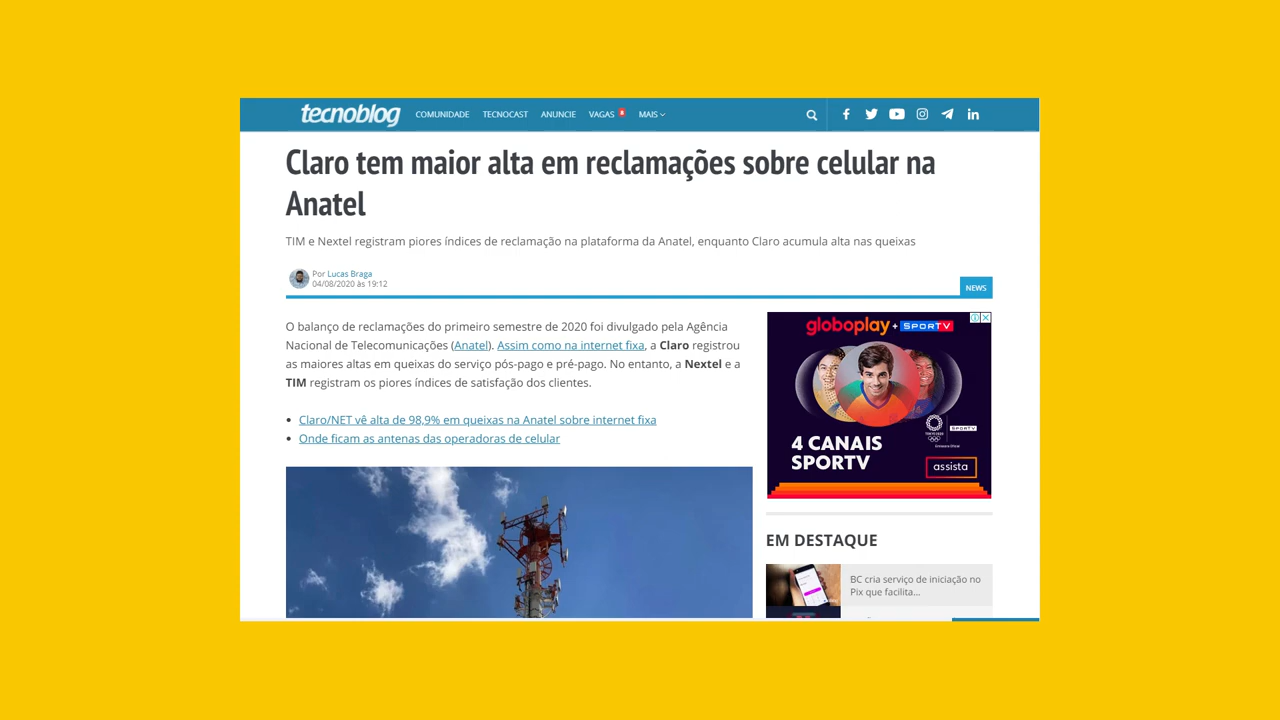 tecnoblog
COMUNIDADE TECNOCAST ANUNCIE VAGAS MAIS
Claro tem maior alta em reclamações sobre celular na
Anatel
TIM e Nextel registram piores índices de reclamação na plataforma da Anatel, enquanto Claro acumula alta nas queixas
Por Lucas Braga
04/08/2020 às 19:12
NEWS
O balanço de reclamações do primeiro semestre de 2020 foi divulgado pela Agência
Nacional de Telecomunicações (Anatel). Assim como na internet fixa, a Claro registrou
as maiores altas em queixas do serviço pós-pago e pré-pago. No entanto, a Nextel e a
TIM registram os piores índices de satisfação dos clientes.
Claro/NET vê alta de 98,9% em queixas na Anatel sobre internet fixa
Onde ficam as antenas das operadoras de celular
globoplay + SPORTV
TOKYO 2020
SPORTV
4 CANAIS
SPORTV
assista
EM DESTAQUE
BC cria serviço de iniciação no
Pix que facilita...